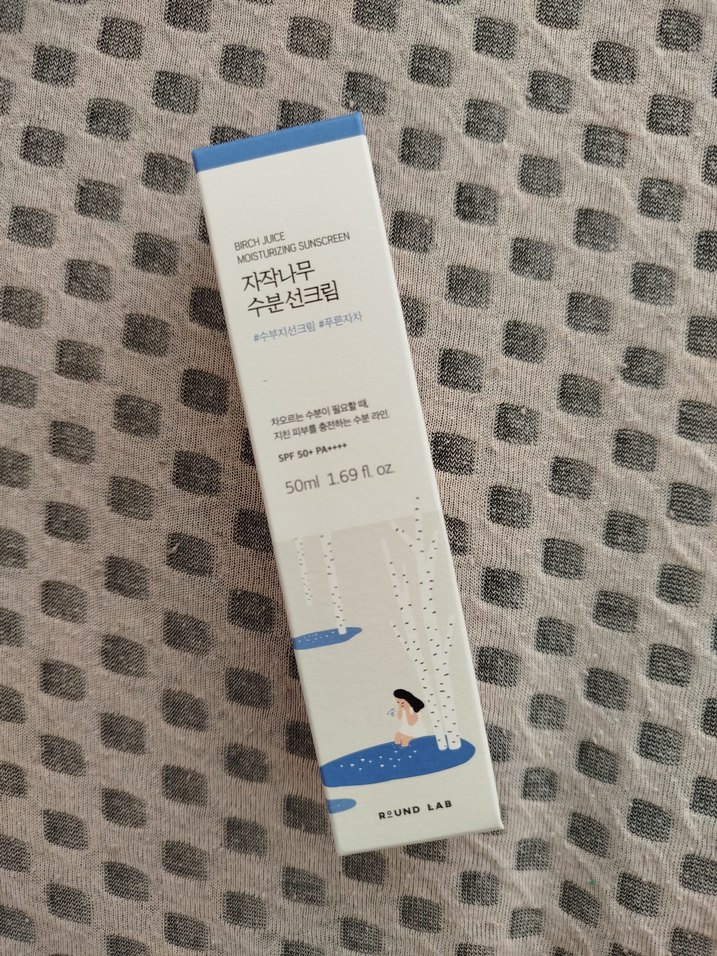 BIRCH JUICE
MOISTURIZING SUNSCREEN
자작나무
수분선크림
#수부지선크림 #푸른자차
차오르는 수분이 필요할 때,
지친 피부를 충전하는 수분 라인.
SPF 50+ PA++++
50ml 1.69 fl. oz.
ROUND LAB